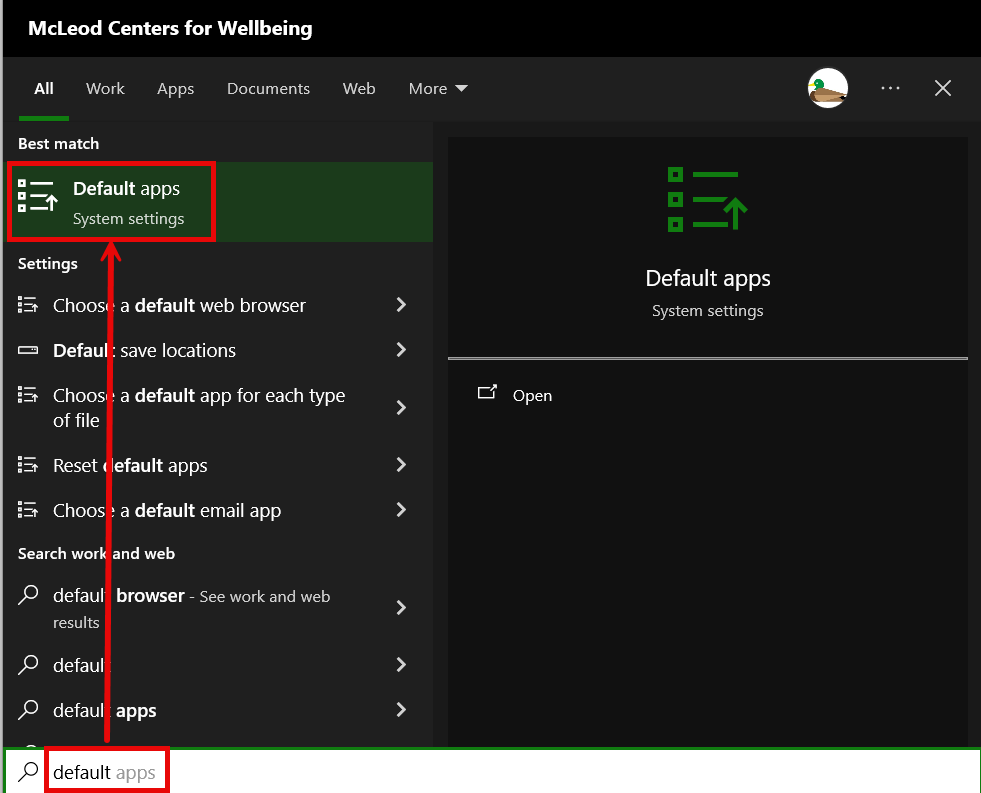 McLeod Centers for Wellbeing
All Work Apps Documents Web More
Best match
Default apps
System settings
Settings
Choose a default web browser
Default save locations
Choose a default app for each type
of file
Reset default apps
Choose a default email app
Search work and web
default browser - See work and web
results
default
default apps
default apps
Default apps
System settings
Open